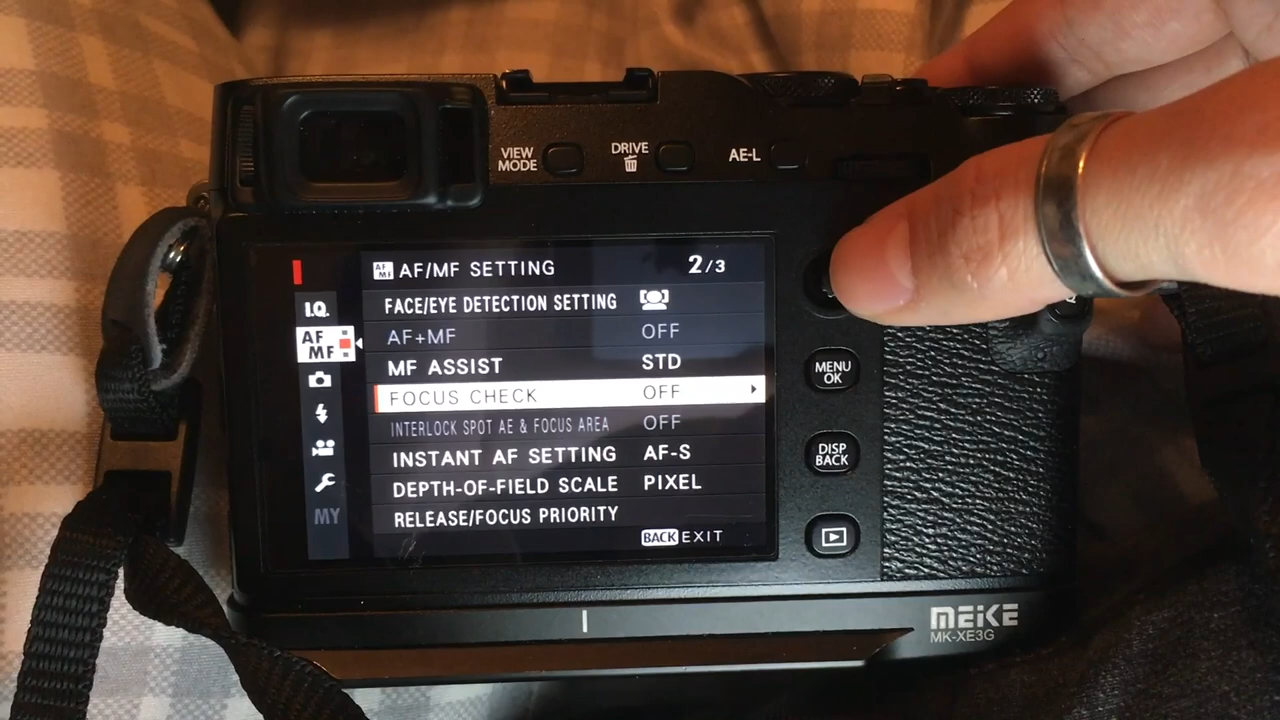 VIEW MODE
DRIVE
AE-L
AF MF AF/MF SETTING 2/3
I.Q.
FACE/EYE DETECTION SETTING
AF MF
AF+MF OFF
MF ASSIST STD
FOCUS CHECK OFF
INTERLOCK SPOT AE & FOCUS AREA OFF
INSTANT AF SETTING AF-S
DEPTH-OF-FIELD SCALE PIXEL
MY
RELEASE/FOCUS PRIORITY
BACK EXIT
MENU OK
DISP BACK
Q
MEIKE
MK-XE3G